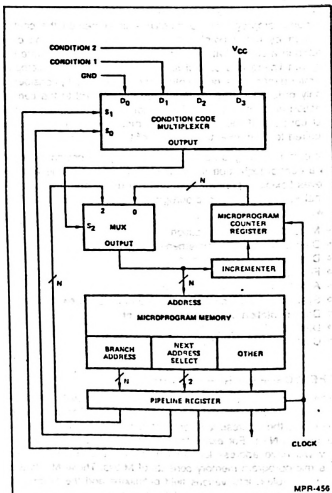 CONDITION 2
CONDITION 1
GND
VCC
D0 D1 D2 D3
S1
S0
CONDITION CODE
MULTIPLEXER
OUTPUT
N
2 0
S2
MUX
OUTPUT
MICROPROGRAM
COUNTER
REGISTER
N
N
INCREMENTER
ADDRESS
MICROPROGRAM MEMORY
BRANCH
ADDRESS
NEXT
ADDRESS
SELECT
OTHER
N
2
PIPELINE REGISTER
CLOCK
MPR-456